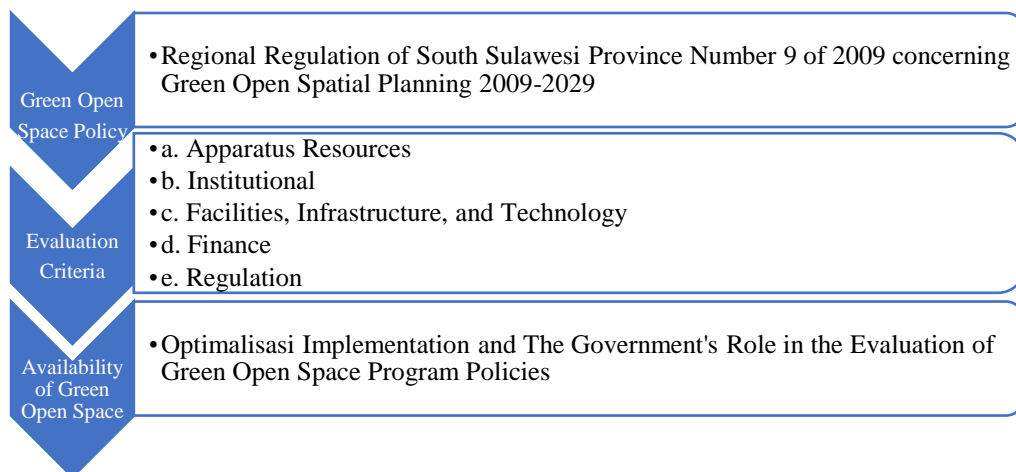 Green Open
Space Policy
•Regional Regulation of South Sulawesi Province Number 9 of 2009 concerning
Green Open Spatial Planning 2009-2029
Evaluation
Criteria
•a. Apparatus Resources
•b. Institutional
•c. Facilities, Infrastructure, and Technology
•d. Finance
•e. Regulation
Availability
of Green
Open Space
•Optimalisasi Implementation and The Government's Role in the Evaluation of
Green Open Space Program Policies